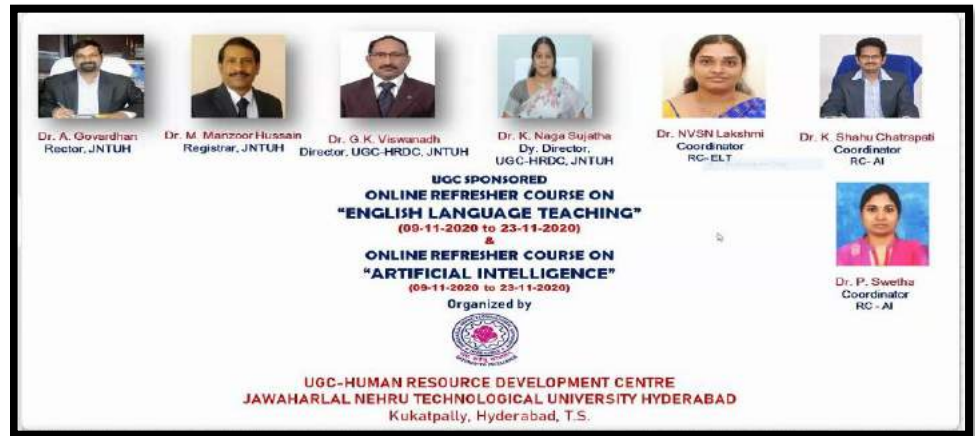 Dr. A. Govardhan
Rector, JNTUH
Dr. M. Manzoor Hussain
Registrar, JNTUH
Dr. G.K. Viswanadh
Director, UGC-HRDC, JNTUH
Dr. K. Naga Sujatha
Dy. Director,
UGC-HRDC, JNTUH
Dr. NVSN Lakshmi
Coordinator
RC-ELT
Dr. K. Shahu Chatrapati
Coordinator
RC-AI
Dr. P. Swetha
Coordinator
RC - AI
UGC SPONSORED
ONLINE REFRESHER COURSE ON
"ENGLISH LANGUAGE TEACHING"
(09-11-2020 to 23-11-2020)
&
ONLINE REFRESHER COURSE ON
"ARTIFICIAL INTELLIGENCE"
(09-11-2020 to 23-11-2020)
Organized by
UGC-HUMAN RESOURCE DEVELOPMENT CENTRE
JAWAHARLAL NEHRU TECHNOLOGICAL UNIVERSITY HYDERABAD
Kukatpally, Hyderabad, T.S.